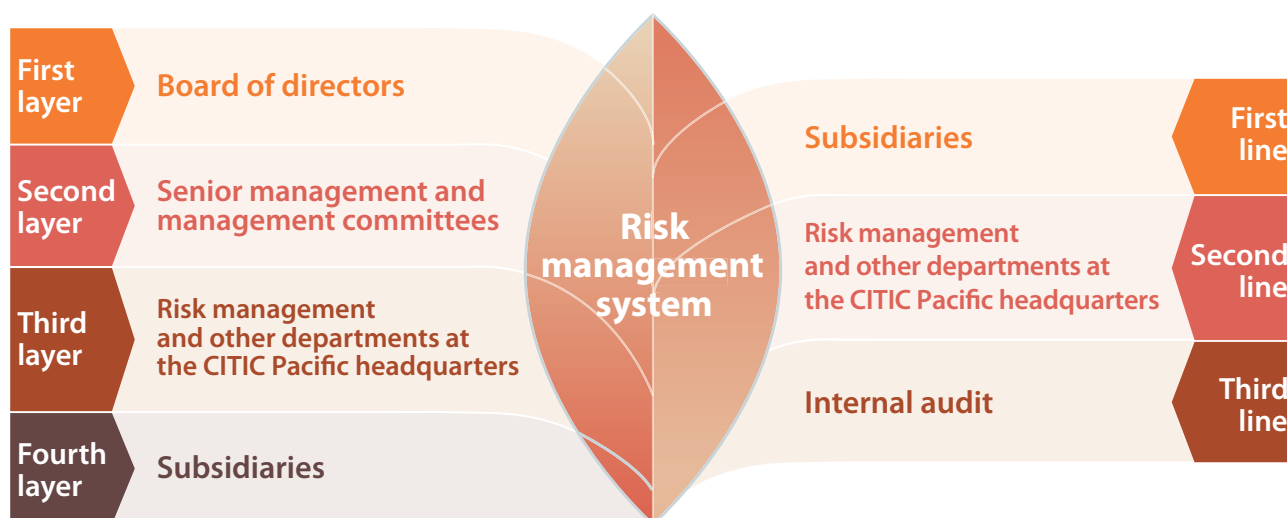 First
layer
Board of directors
Second
layer
Senior management and
management committees
Third
layer
Risk management
and other departments at
the CITIC Pacific headquarters
Fourth
layer
Subsidiaries
Risk
management
system
Subsidiaries
First
line
Risk management
and other departments at
the CITIC Pacific headquarters
Second
line
Internal audit
Third
line